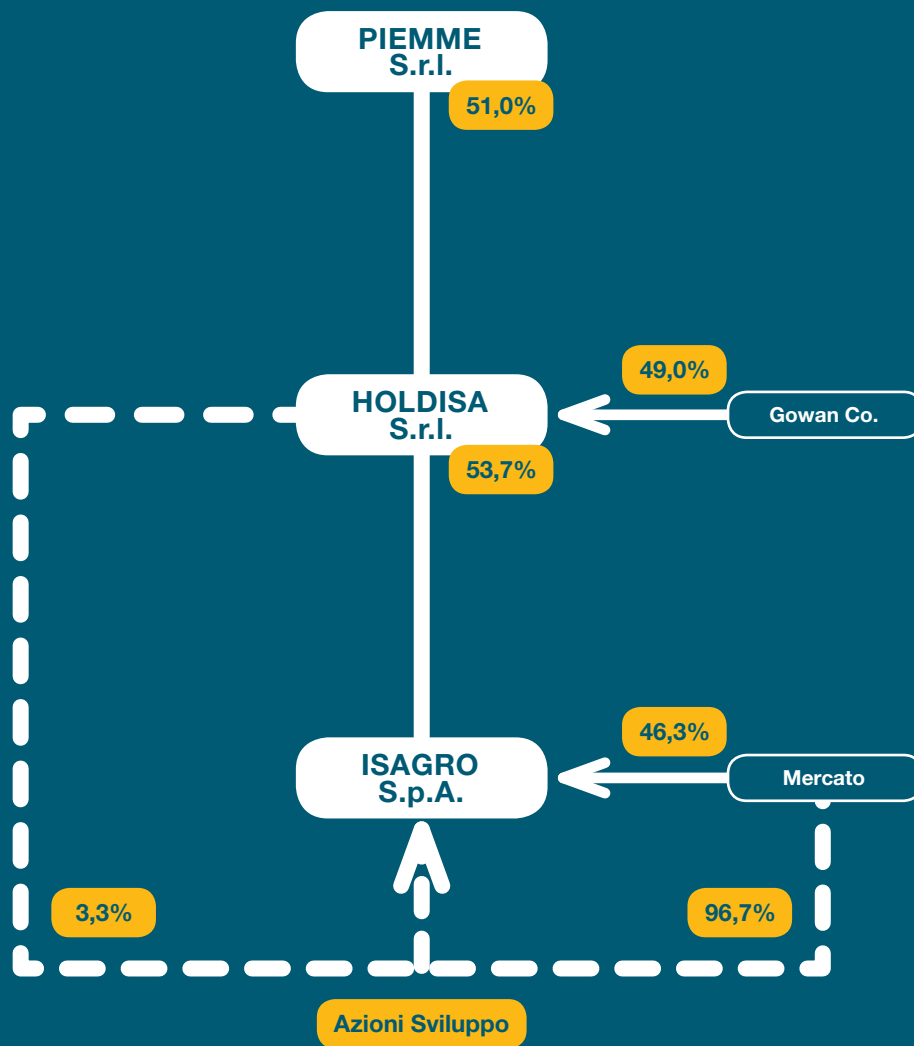 PIEMME
S.r.l.
51,0%
49,0%
HOLDISA
S.r.l.
Gowan Co.
53,7%
46,3%
ISAGRO
S.p.A.
Mercato
3,3%
96,7%
Azioni Sviluppo